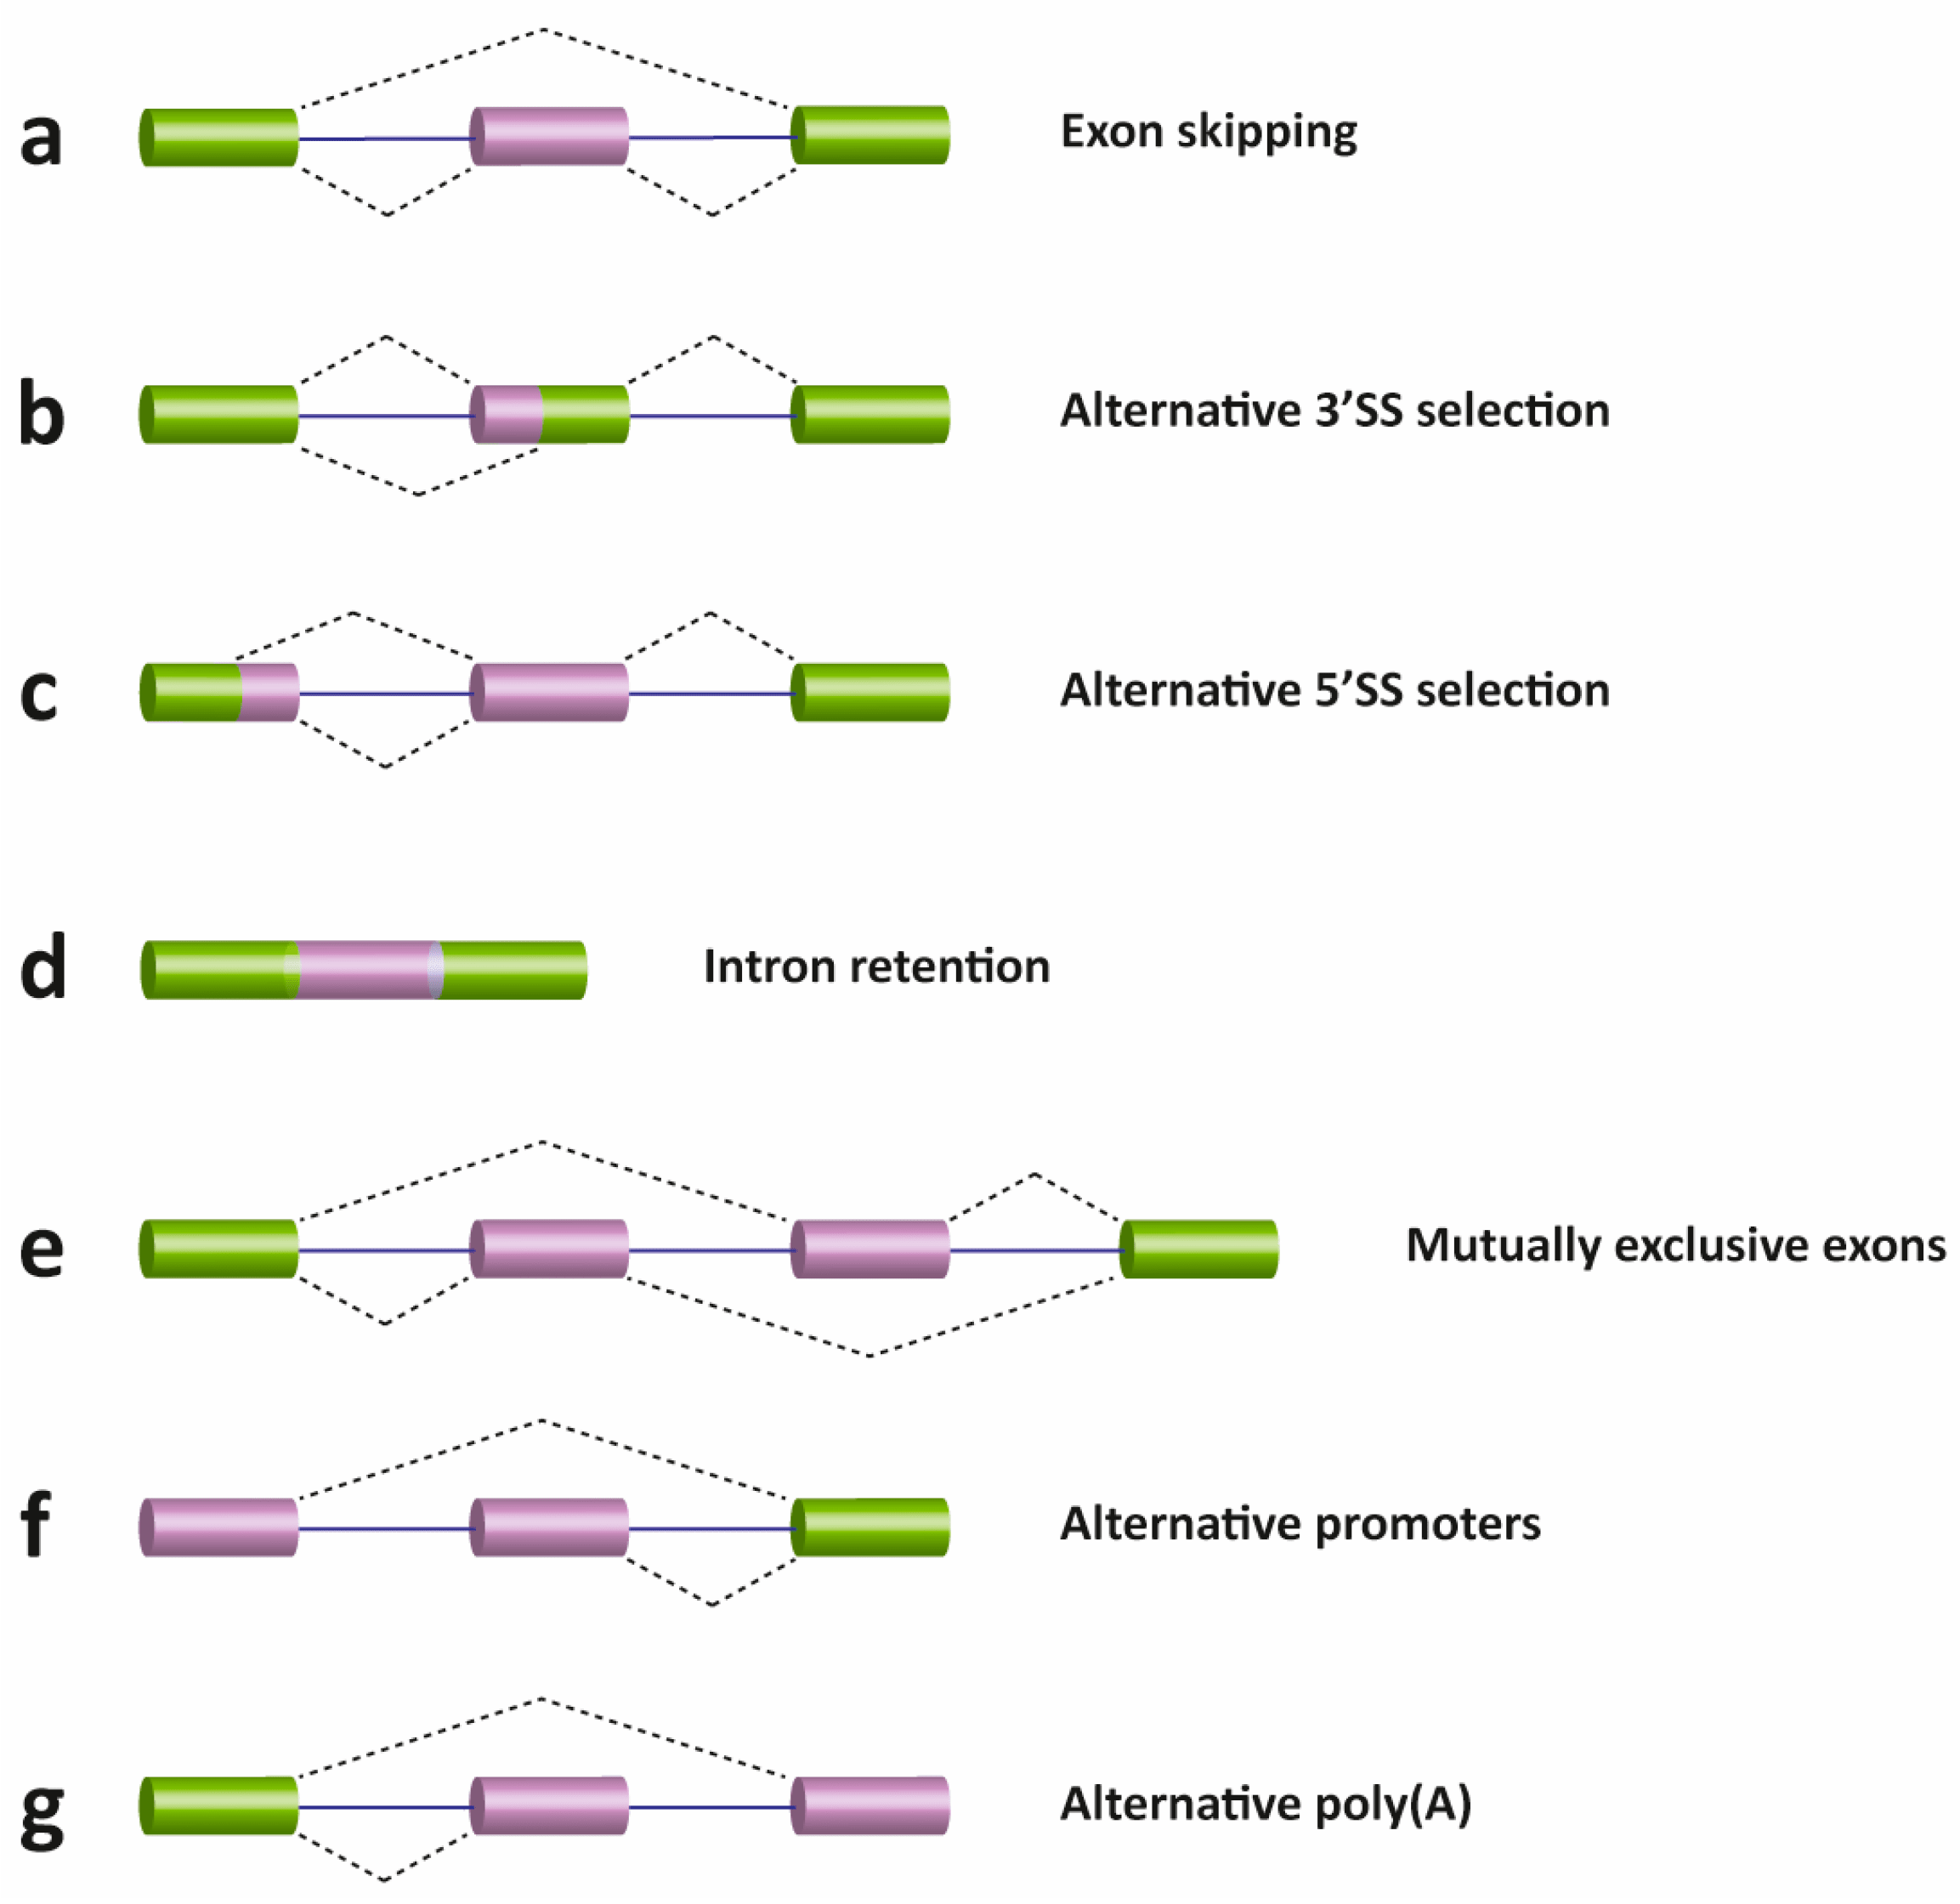 a Exon skipping
b Alternative 3’SS selection
c Alternative 5’SS selection
d Intron retention
e Mutually exclusive exons
f Alternative promoters
g Alternative poly(A)